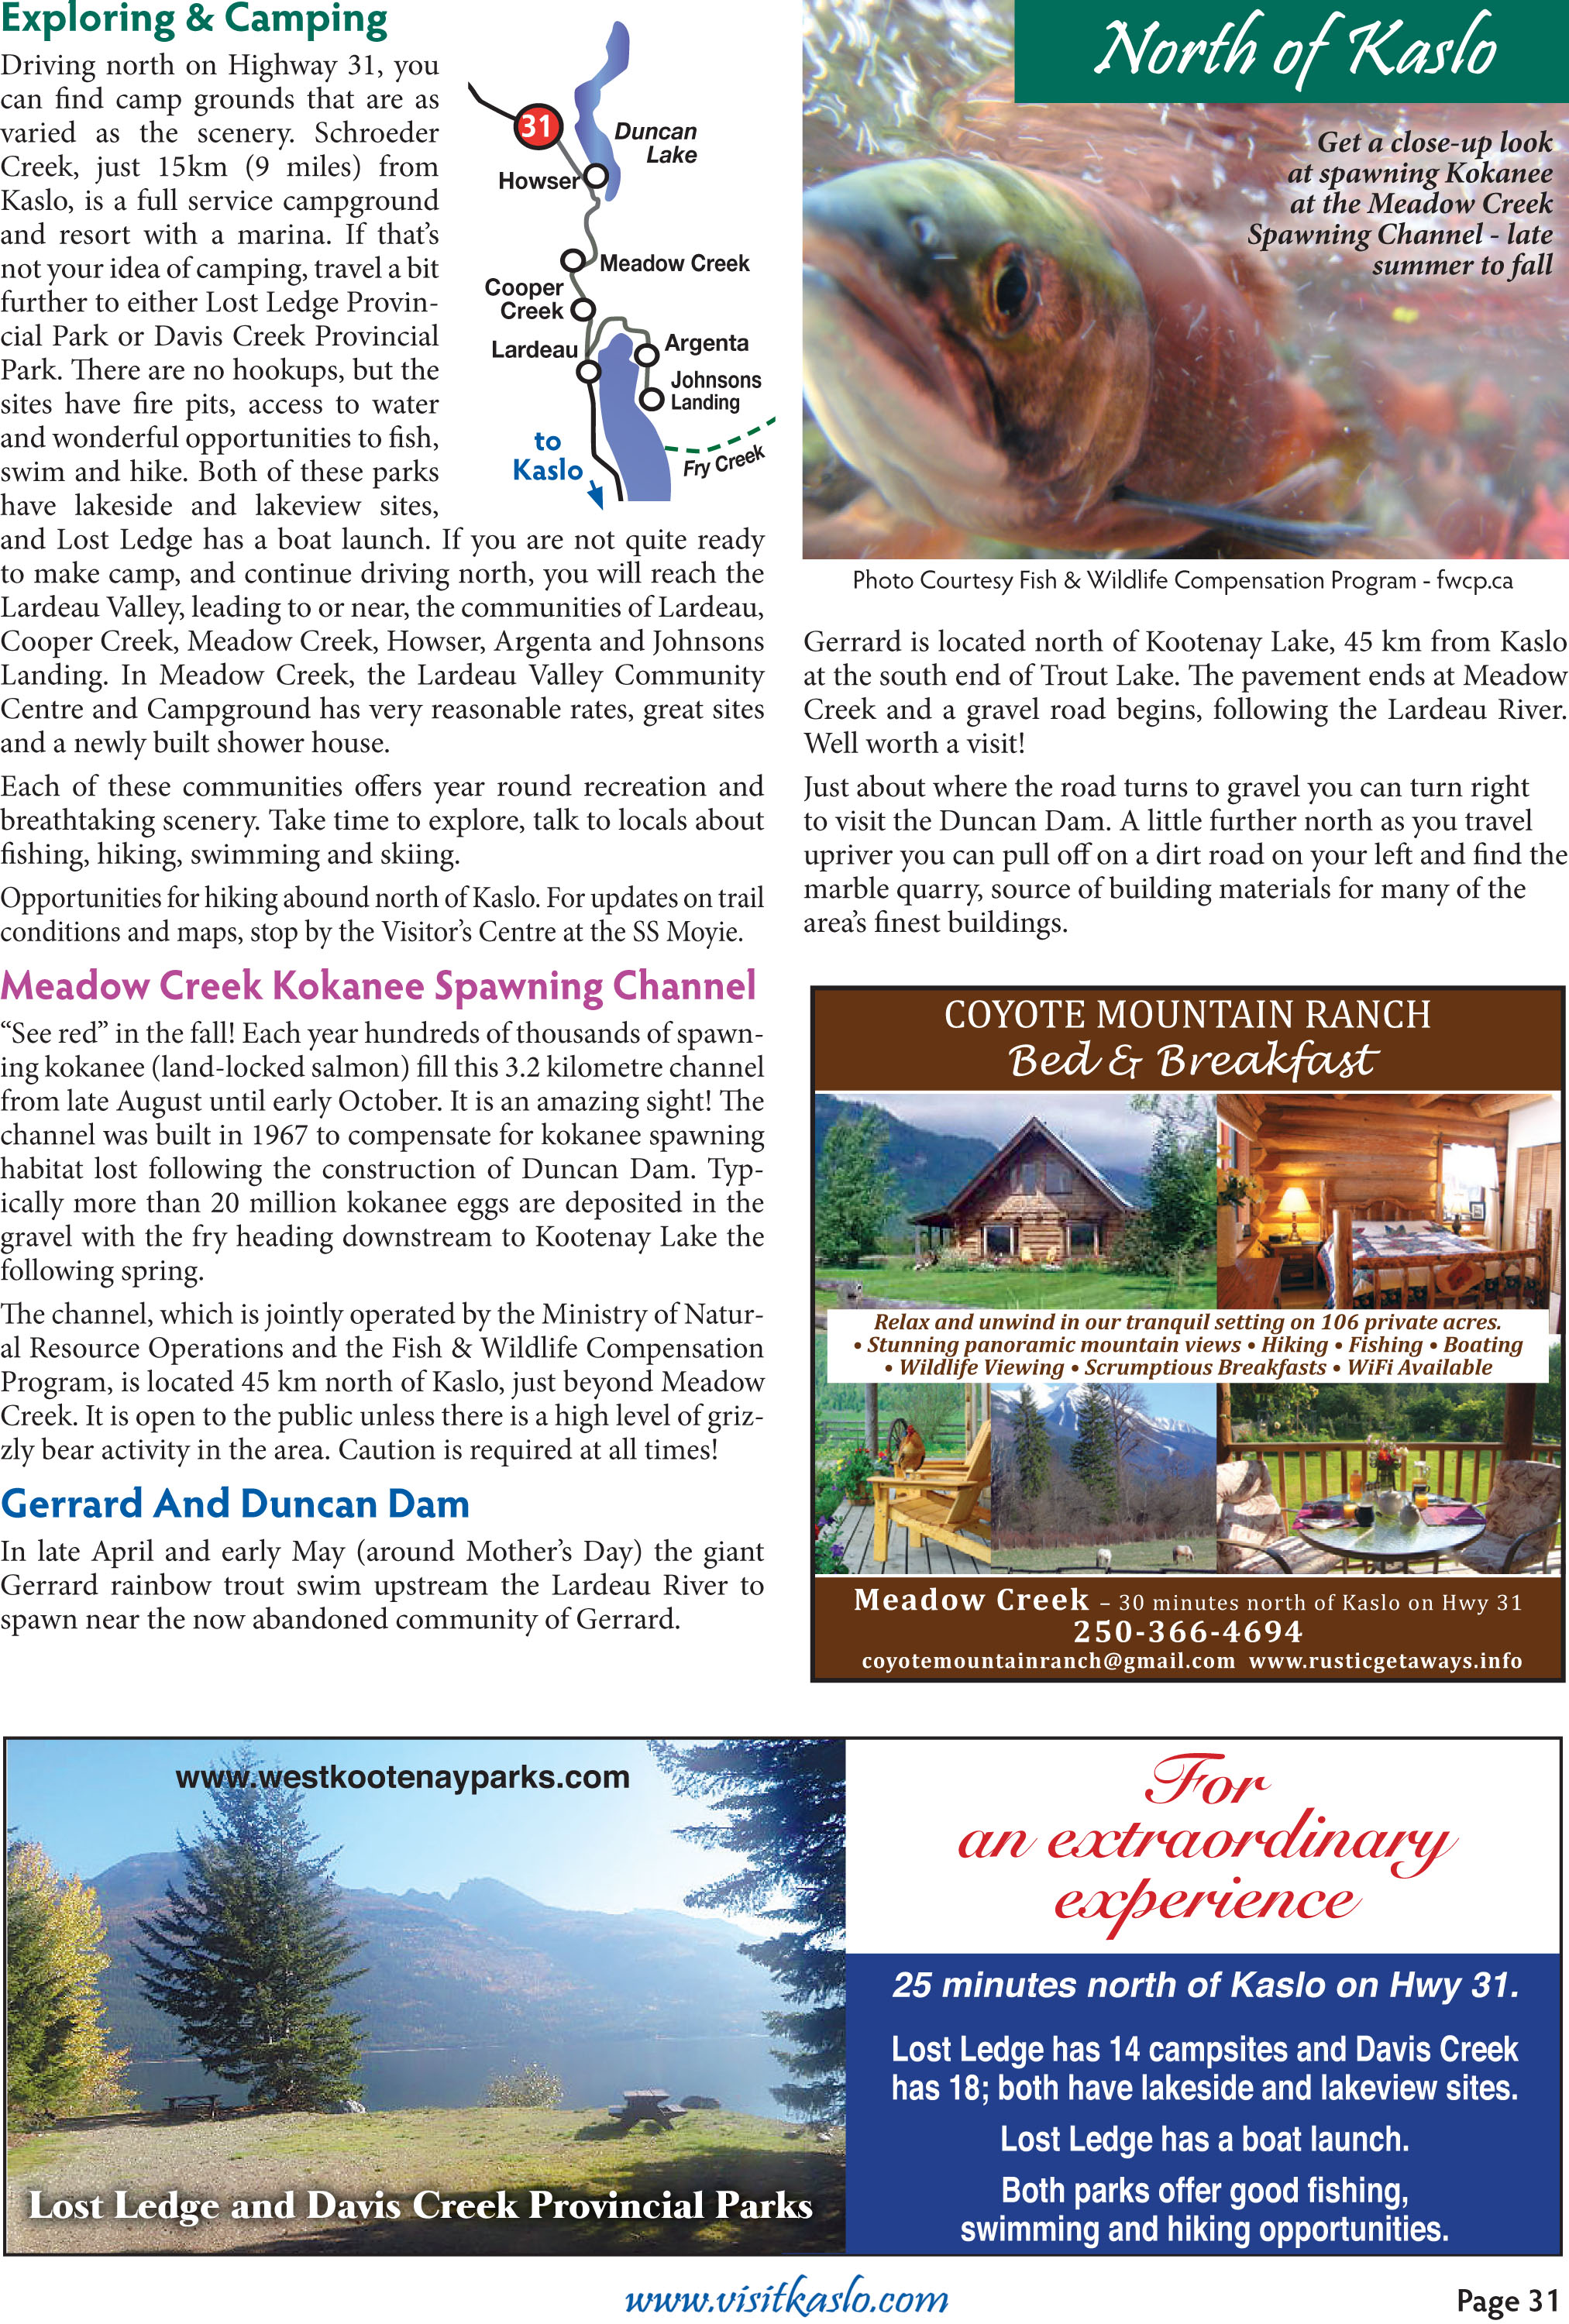 Exploring & Camping
Driving north on Highway 31, you
can find camp grounds that are as
varied as the scenery. Schroeder
Creek, just 15km (9 miles) from
Kaslo, is a full service campground
and resort with a marina. If that's
not your idea of camping, travel a bit
further to either Lost Ledge Provin-
cial Park or Davis Creek Provincial
Park. There are no hookups, but the
sites have fire pits, access to water
and wonderful opportunities to fish,
swim and hike. Both of these parks
have lakeside and lakeview sites,
and Lost Ledge has a boat launch. If you are not quite ready
to make camp, and continue driving north, you will reach the
Lardeau Valley, leading to or near, the communities of Lardeau,
Cooper Creek, Meadow Creek, Howser, Argenta and Johnsons
Landing. In Meadow Creek, the Lardeau Valley Community
Centre and Campground has very reasonable rates, great sites
and a newly built shower house.
Each of these communities offers year round recreation and
breathtaking scenery. Take time to explore, talk to locals about
fishing, hiking, swimming and skiing.
Opportunities for hiking abound north of Kaslo. For updates on trail
conditions and maps, stop by the Visitor's Centre at the SS Moyie.
31
Duncan
Lake
Howser
Meadow Creek
Cooper
Creek
Lardeau
Argenta
Johnsons
Landing
to
Kaslo
Fry Creek
Meadow Creek Kokanee Spawning Channel
“See red” in the fall! Each year hundreds of thousands of spawn-
ing kokanee (land-locked salmon) fill this 3.2 kilometre channel
from late August until early October. It is an amazing sight! The
channel was built in 1967 to compensate for kokanee spawning
habitat lost following the construction of Duncan Dam. Typ-
ically more than 20 million kokanee eggs are deposited in the
gravel with the fry heading downstream to Kootenay Lake the
following spring.
The channel, which is jointly operated by the Ministry of Natur-
al Resource Operations and the Fish & Wildlife Compensation
Program, is located 45 km north of Kaslo, just beyond Meadow
Creek. It is open to the public unless there is a high level of griz-
zly bear activity in the area. Caution is required at all times!
Gerrard And Duncan Dam
In late April and early May (around Mother's Day) the giant
Gerrard rainbow trout swim upstream the Lardeau River to
spawn near the now abandoned community of Gerrard.
North of Kaslo
Get a close-up look
at spawning Kokanee
at the Meadow Creek
Spawning Channel - late
summer to fall
Photo Courtesy Fish & Wildlife Compensation Program - fwcp.ca
Gerrard is located north of Kootenay Lake, 45 km from Kaslo
at the south end of Trout Lake. The pavement ends at Meadow
Creek and a gravel road begins, following the Lardeau River.
Well worth a visit!
Just about where the road turns to gravel you can turn right
to visit the Duncan Dam. A little further north as you travel
upriver you can pull off on a dirt road on your left and find the
marble quarry, source of building materials for many of the
area's finest buildings.
COYOTE MOUNTAIN RANCH
Bed & Breakfast
Relax and unwind in our tranquil setting on 106 private acres.
• Stunning panoramic mountain views • Hiking • Fishing • Boating
• Wildlife Viewing • Scrumptious Breakfasts • WiFi Available
Meadow Creek – 30 minutes north of Kaslo on Hwy 31
250-366-4694
coyotemountainranch@gmail.com www.rusticgetaways.info
www.westkootenayparks.com
Lost Ledge and Davis Creek Provincial Parks
For
an extraordinary
experience
25 minutes north of Kaslo on Hwy 31.
Lost Ledge has 14 campsites and Davis Creek
has 18; both have lakeside and lakeview sites.
Lost Ledge has a boat launch.
Both parks offer good fishing,
swimming and hiking opportunities.
www.visitkaslo.com
Page 31